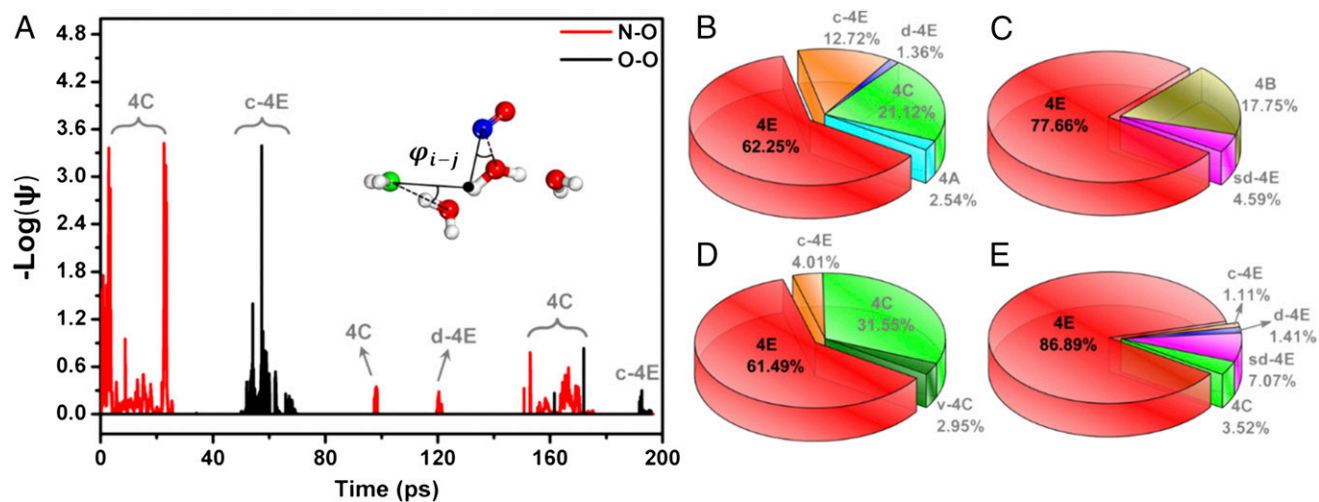 A
-Log(Ψ)
4.8
4.2
3.6
3.0
2.4
1.8
1.2
0.6
0.0
0
40
80
120
160
200
Time (ps)
N-O
O-O
4C
c-4E
φi-j
4C
d-4E
4C
c-4E
B
c-4E
12.72%
d-4E
1.36%
4C
21.12%
4E
62.25%
4A
2.54%
C
4E
77.66%
4B
17.75%
sd-4E
4.59%
D
c-4E
4.01%
4C
31.55%
4E
61.49%
v-4C
2.95%
E
c-4E
1.11%
d-4E
1.41%
4E
86.89%
sd-4E
7.07%
4C
3.52%